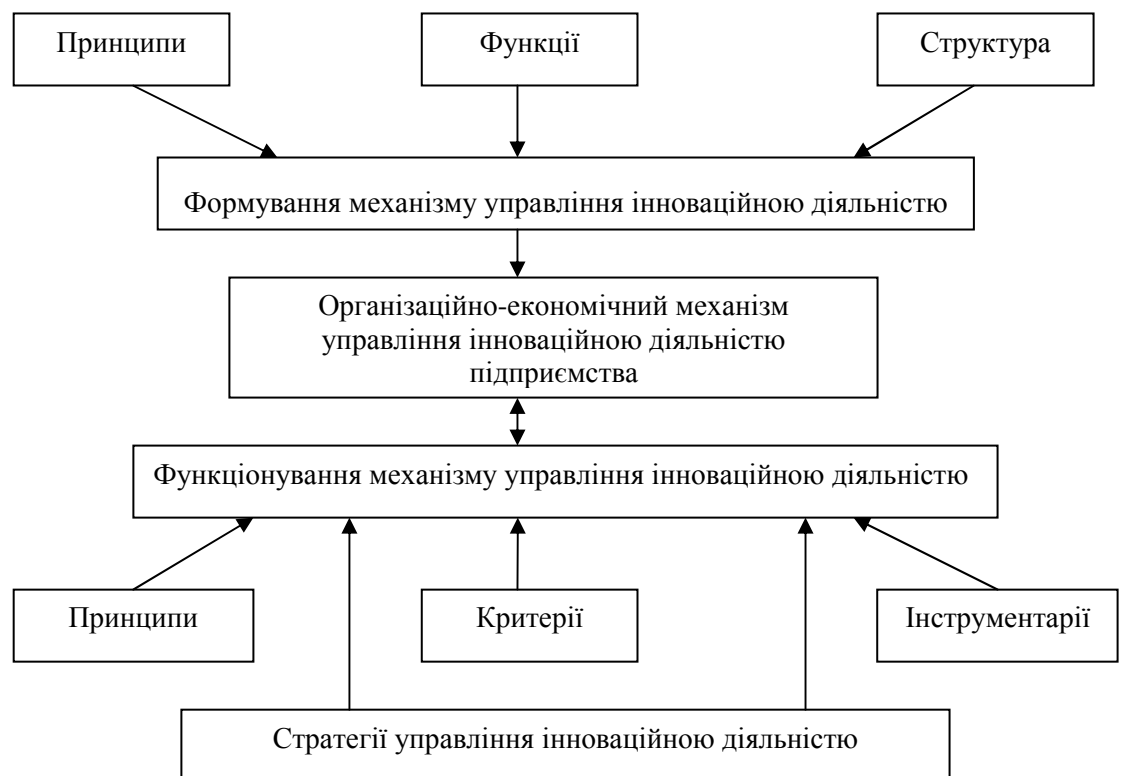 Принципи
Функції
Структура
Формування механізму управління інноваційною діяльністю
Організаційно-економічний механізм
управління інноваційною діяльністю
підприємства
Функціонування механізму управління інноваційною діяльністю
Принципи
Критерії
Інструментарії
Стратегії управління інноваційною діяльністю